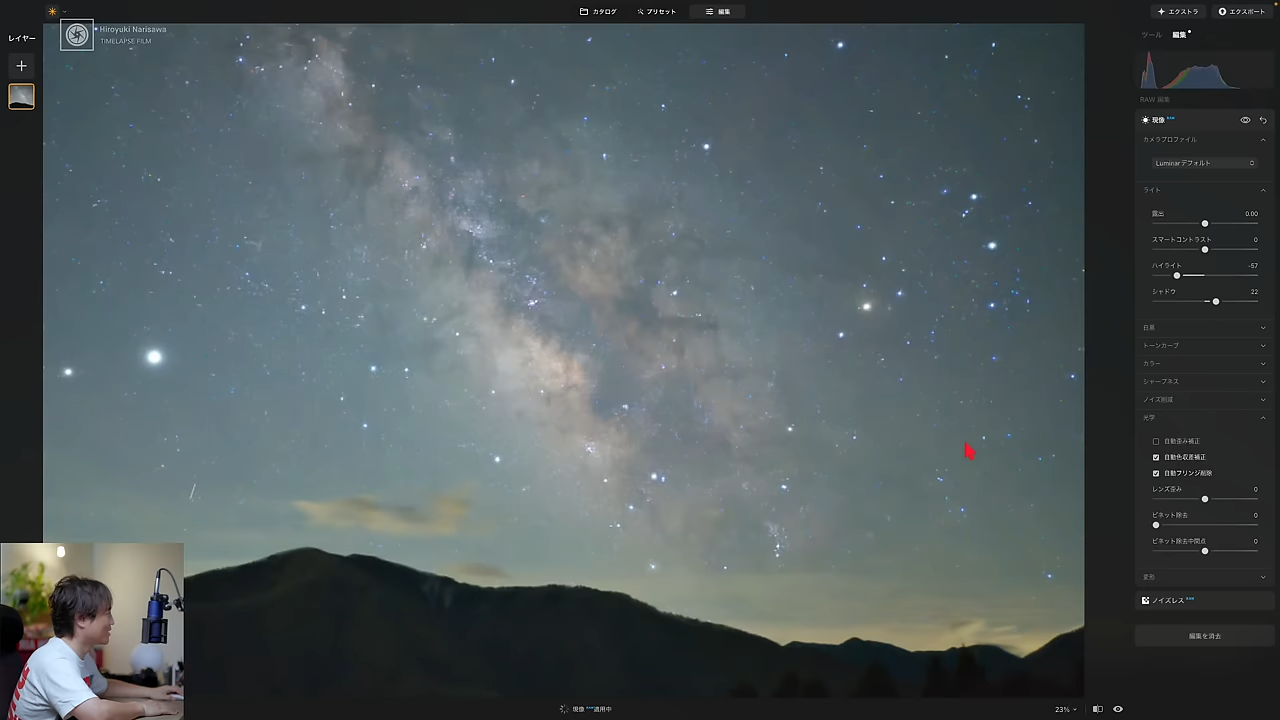 カタログ
プリセット
編集
エクストラ
エクスポート
Hiroyuki Narisawa
TIMELAPSE FILM
レイヤー
ツール
編集
RAW 編集
現像 RAW
カメラプロファイル
Luminarデフォルト
ライト
露出 0.00
スマートコントラスト 0
ハイライト -57
シャドウ 22
白黒
トーンカーブ
カラー
シャープネス
ノイズ削減
光学
自動歪み補正
自動色収差補正
自動フリンジ削除
レンズ歪み 0
ビネット除去 0
ビネット除去中間点 0
変形
ノイズレス RAW
編集を消去
現像 RAW 適用中
23%